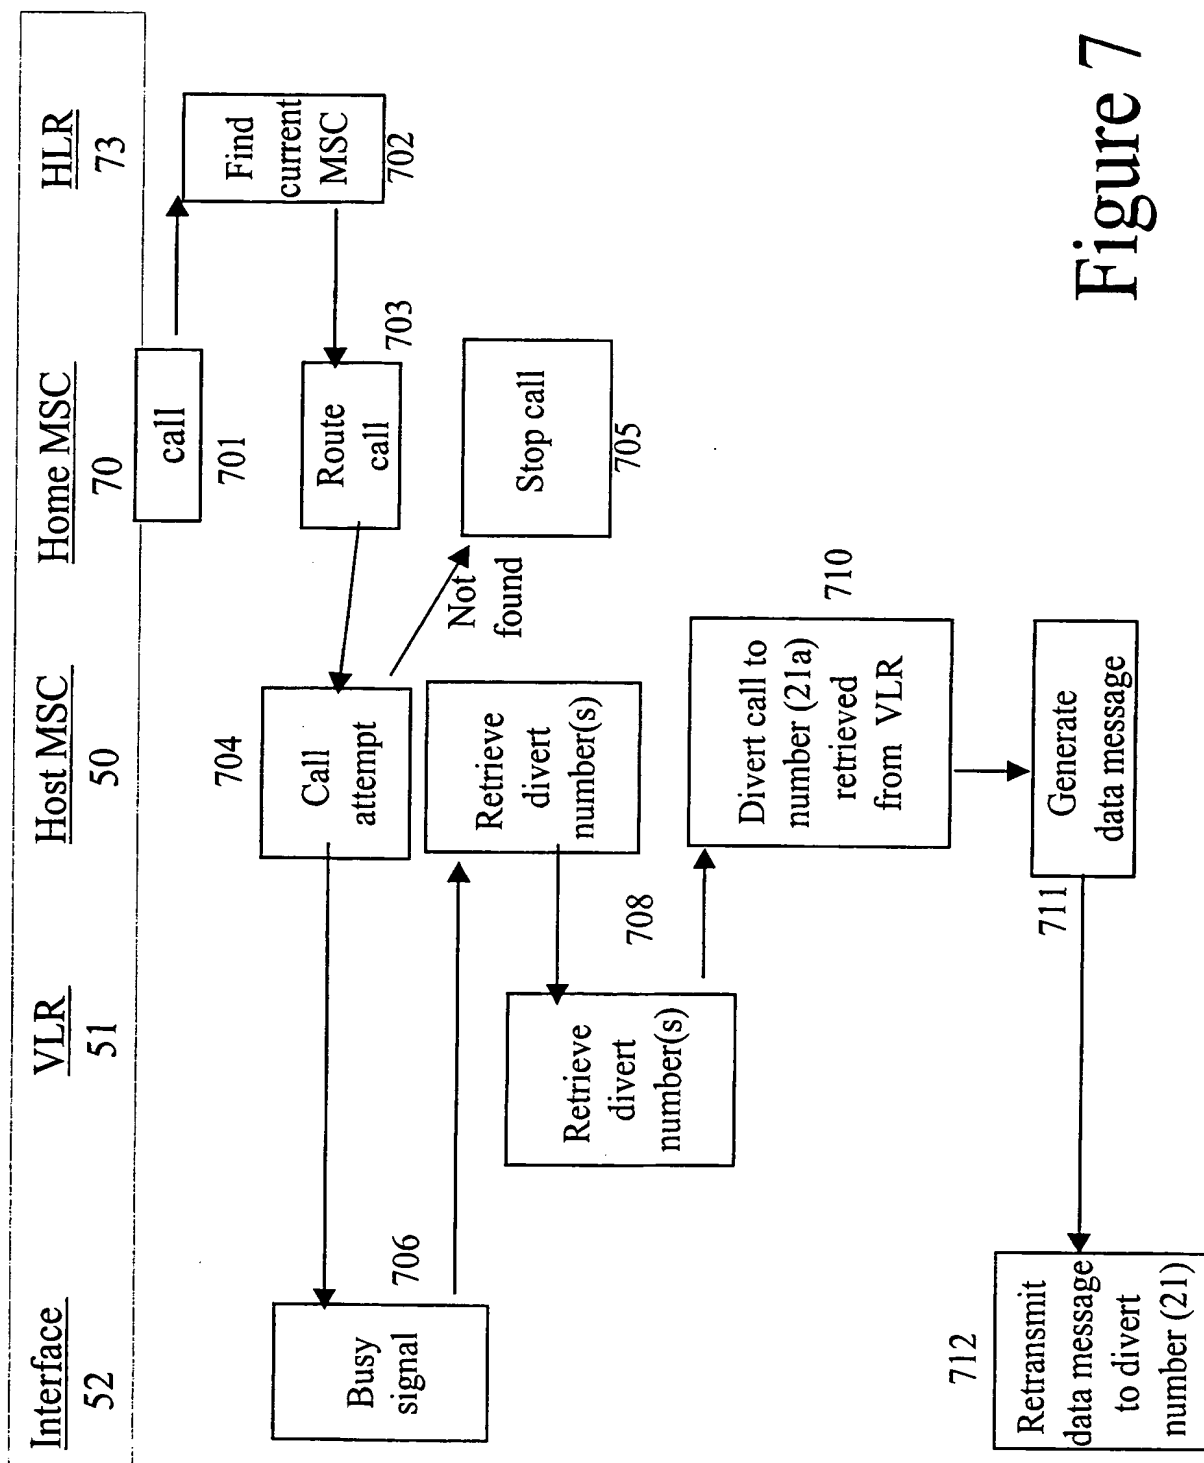 Interface
52
VLR
51
Host MSC
50
Home MSC
70
HLR
73
call
701
Find
current
MSC
702
Route
call
703
704
Call
attempt
Not
found
Stop call
705
Busy
signal
706
Retrieve
divert
number(s)
708
Retrieve
divert
number(s)
Divert call to
number (21a)
retrieved
from VLR
710
Generate
data message
711
712
Retransmit
data message
to divert
number (21)
Figure 7